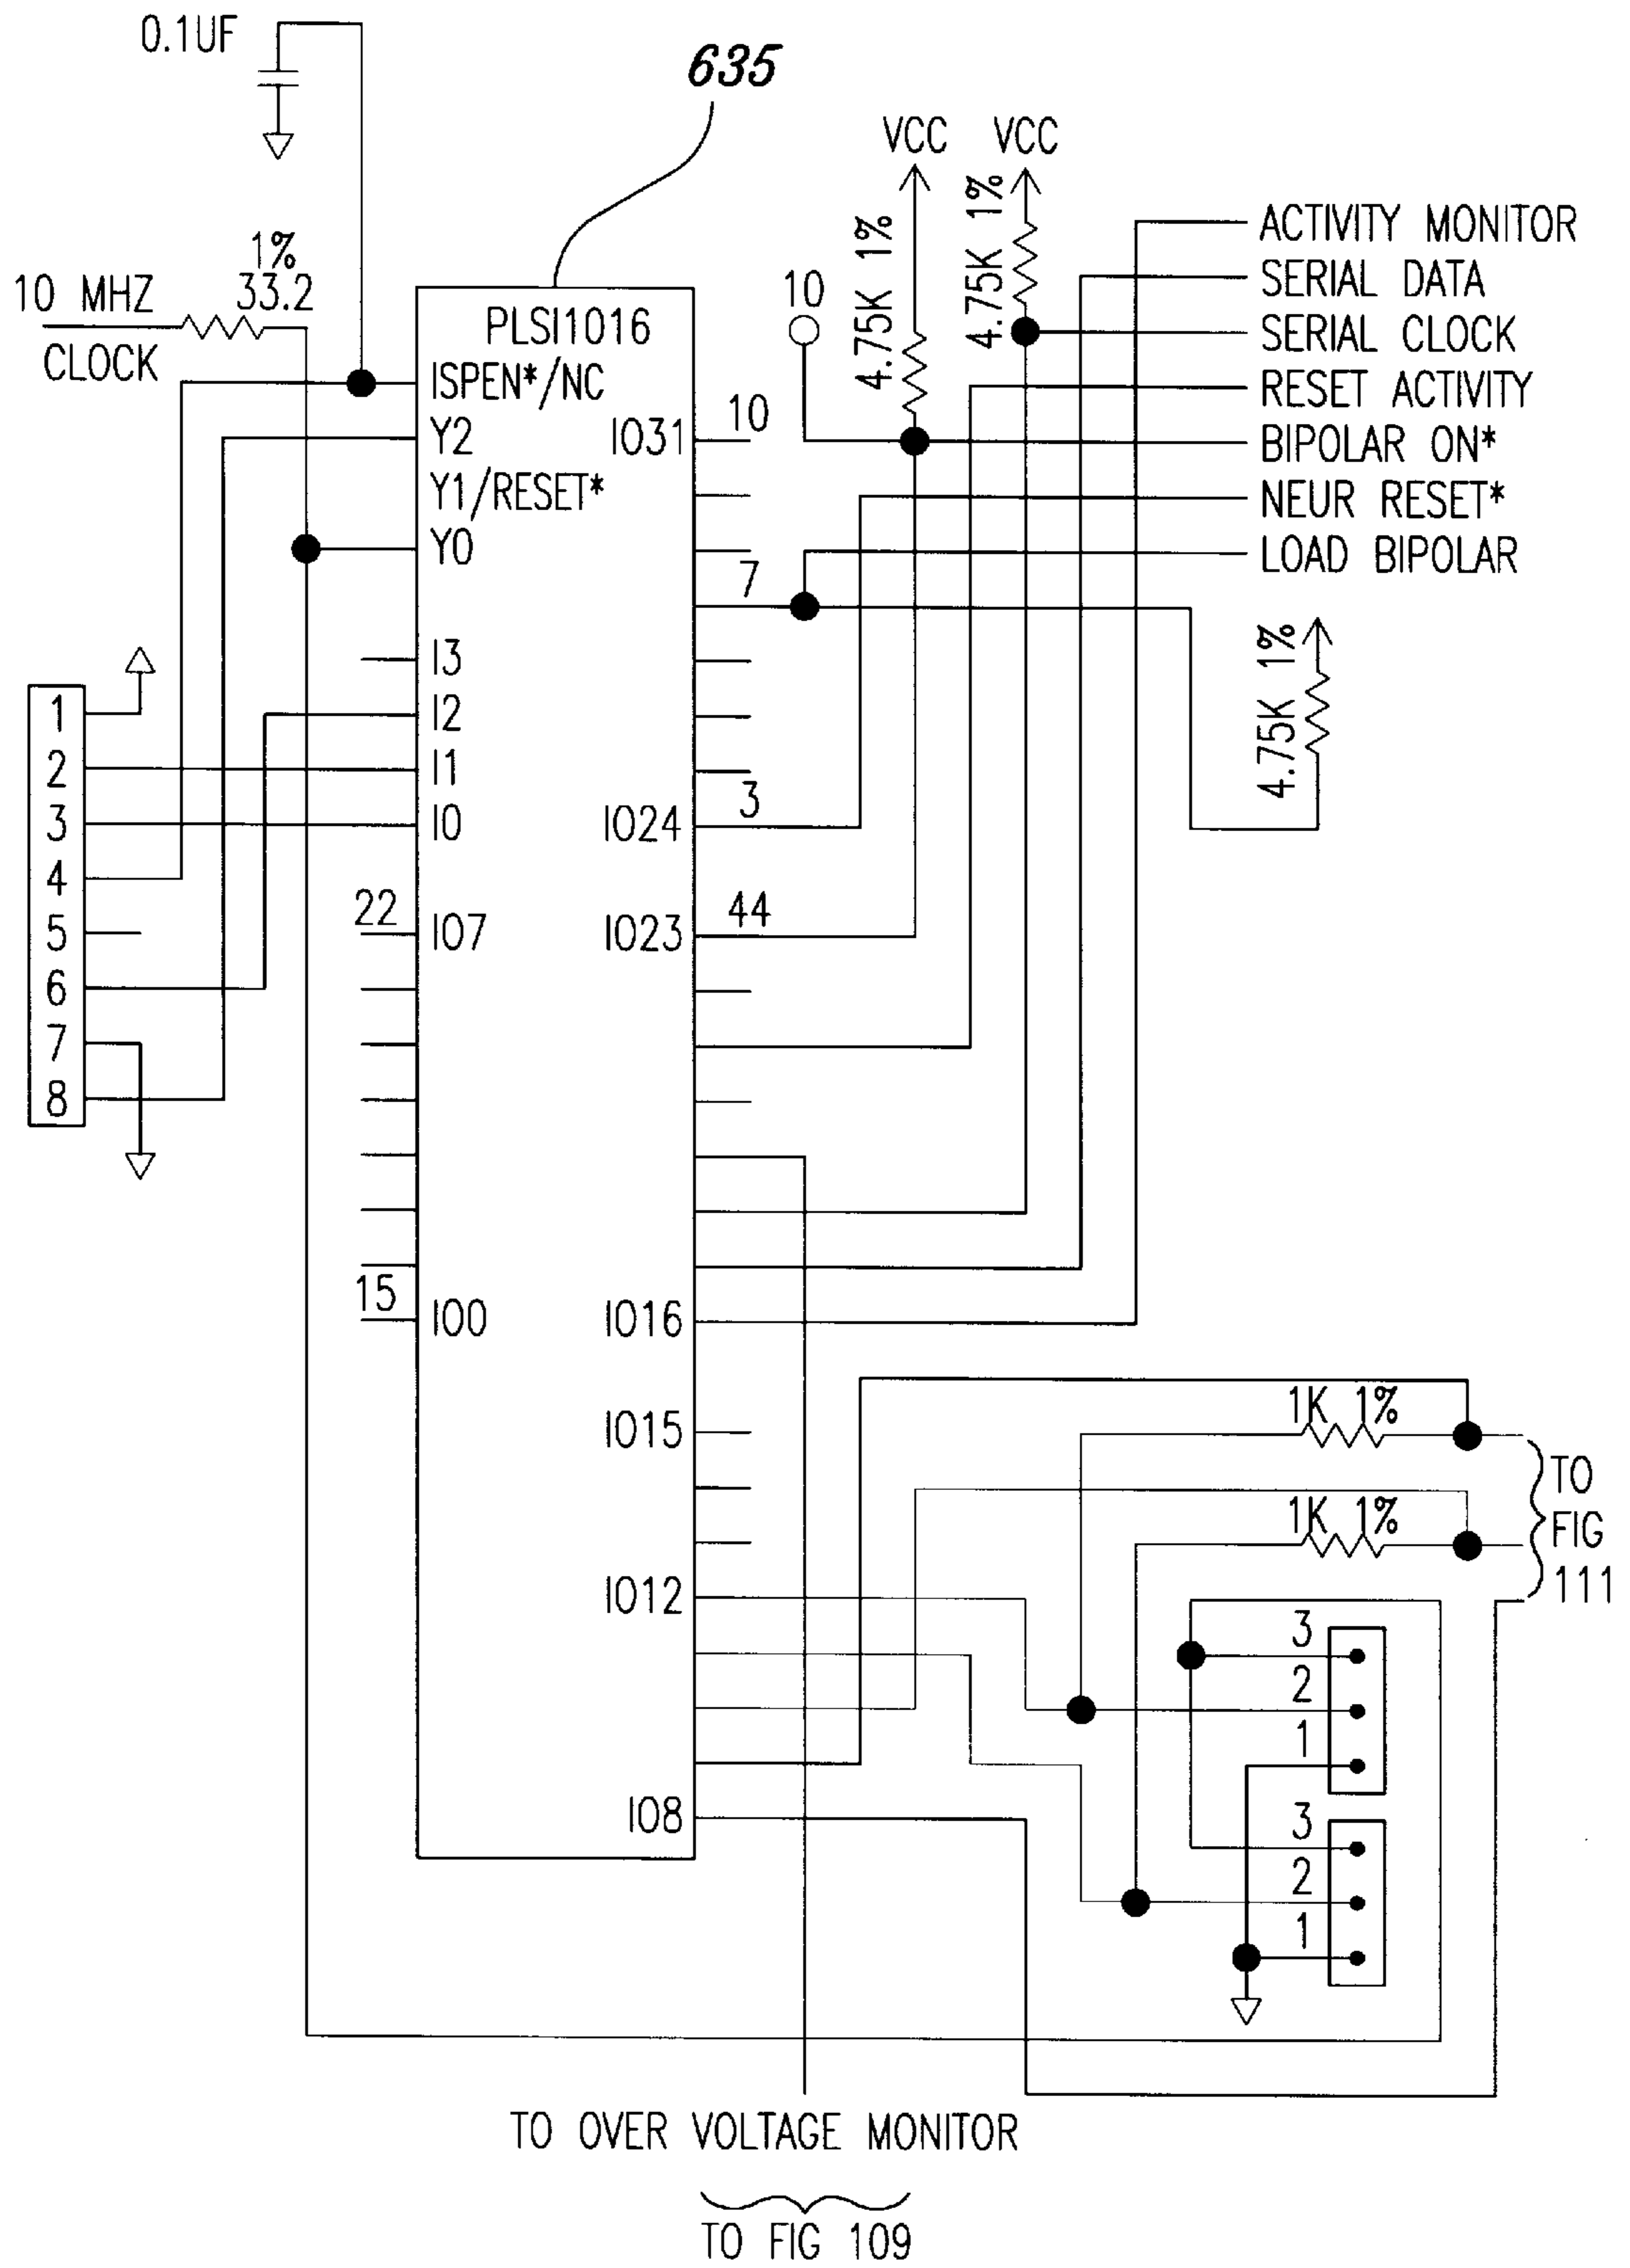 0.1UF
635
VCC VCC
4.75K 1%
4.75K 1%
10 MHZ
CLOCK
1%
33.2
10
ACTIVITY MONITOR
SERIAL DATA
SERIAL CLOCK
RESET ACTIVITY
BIPOLAR ON*
NEUR RESET*
LOAD BIPOLAR
4.75K 1%
PLSI1016
ISPEN*/NC
Y2
Y1/RESET*
Y0
I3
I2
I1
I0
22
IO7
15
IO0
IO31
10
7
IO24
3
IO23
44
IO16
IO15
IO12
IO8
1
2
3
4
5
6
7
8
1K 1%
1K 1%
TO
FIG
111
3
2
1
3
2
1
TO OVER VOLTAGE MONITOR
TO FIG 109